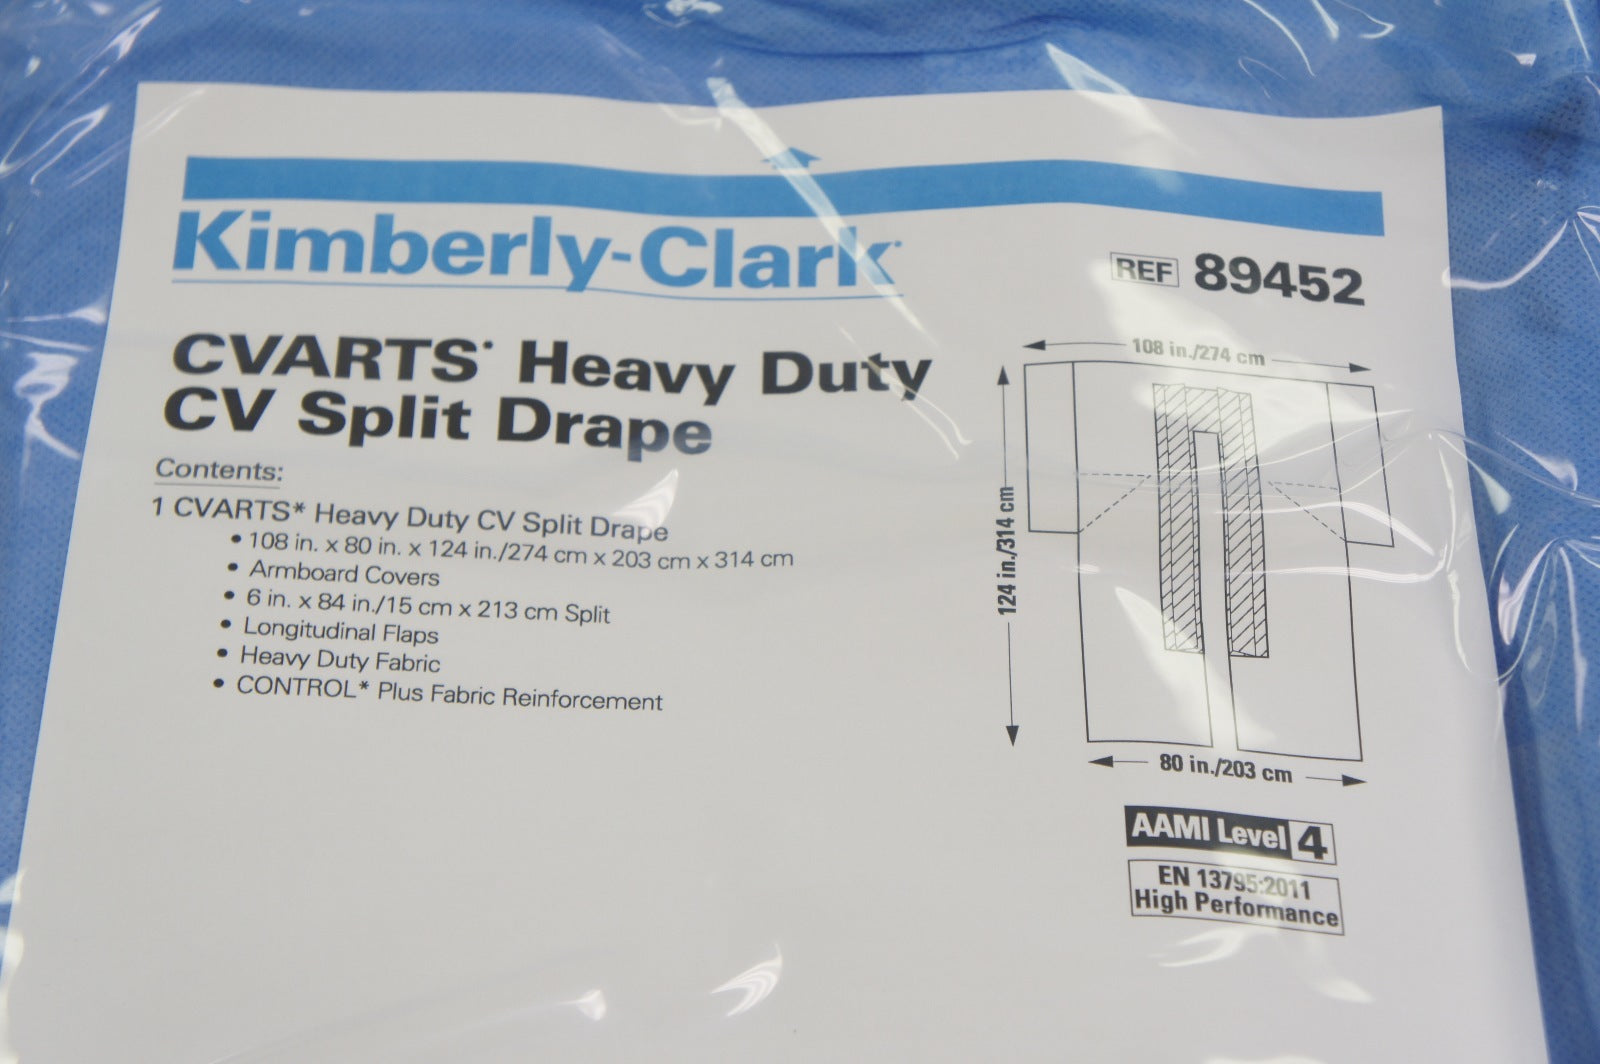 Kimberly-Clark*
REF 89452
CVARTS* Heavy Duty
CV Split Drape
Contents:
1 CVARTS* Heavy Duty CV Split Drape
• 108 in. x 80 in. x 124 in./274 cm x 203 cm x 314 cm
• Armboard Covers
• 6 in. x 84 in./15 cm x 213 cm Split
• Longitudinal Flaps
• Heavy Duty Fabric
• CONTROL* Plus Fabric Reinforcement
108 in./274 cm
124 in./314 cm
80 in./203 cm
AAMI Level 4
EN 13795:2011
High Performance